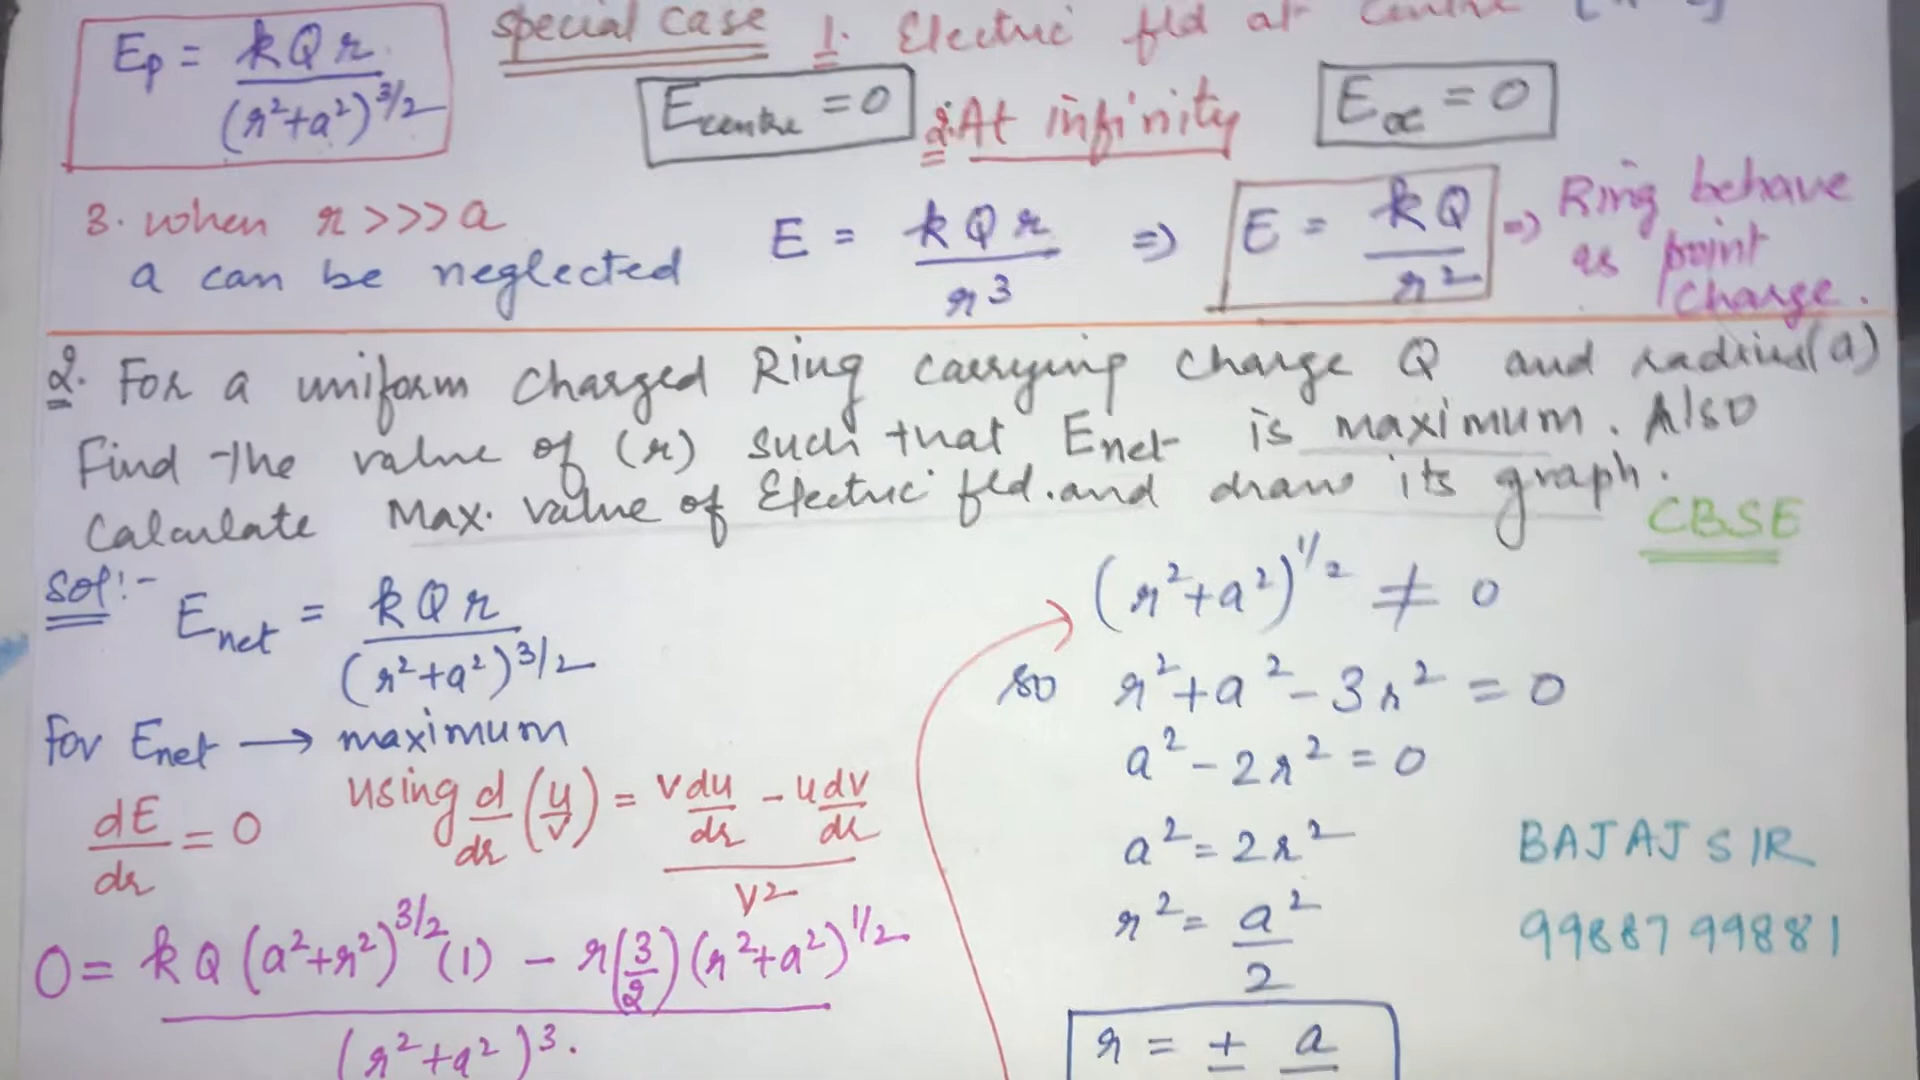 Ep = kQr / (r²+a²)^3/2
special case 1. Electric fld at centre
Ecentre = 0 2. At infinity E∝ = 0
3. when r >>> a
a can be neglected E = kQr / r³ => E = kQ / r² => Ring behave as point charge.
2. For a uniform charged Ring carrying charge Q and radius(a)
Find the value of (r) such that Enet is maximum. Also
Calculate Max. value of Electric fld. and draw its graph.
CBSE
Sol:- Enet = kQr / (r²+a²)^3/2
For Enet → maximum
dE/dr = 0 using d/dr (u/v) = v du/dr - u dv/dr / v²
0 = kQ (a²+r²)^3/2 (1) - r(3/2)(r²+a²)^1/2 / (r²+a²)³.
(r²+a²)^1/2 ≠ 0
so r²+a²-3r² = 0
a²-2r² = 0
a² = 2r²
r² = a²/2
r = ± a
BAJAJ SIR
9988799881